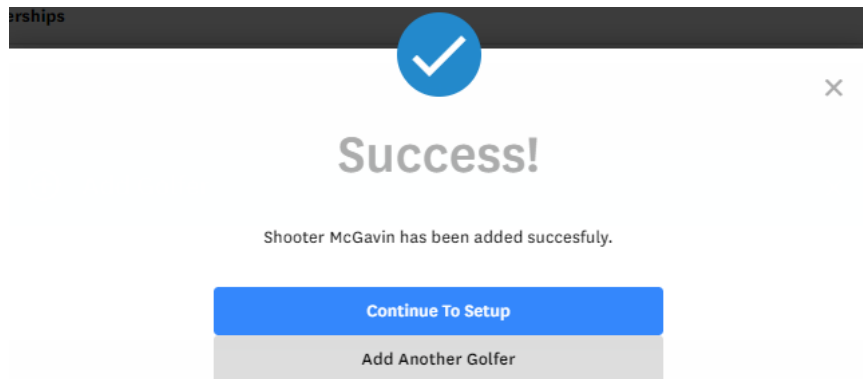 erships
Success!
Shooter McGavin has been added succesfuly.
Continue To Setup
Add Another Golfer